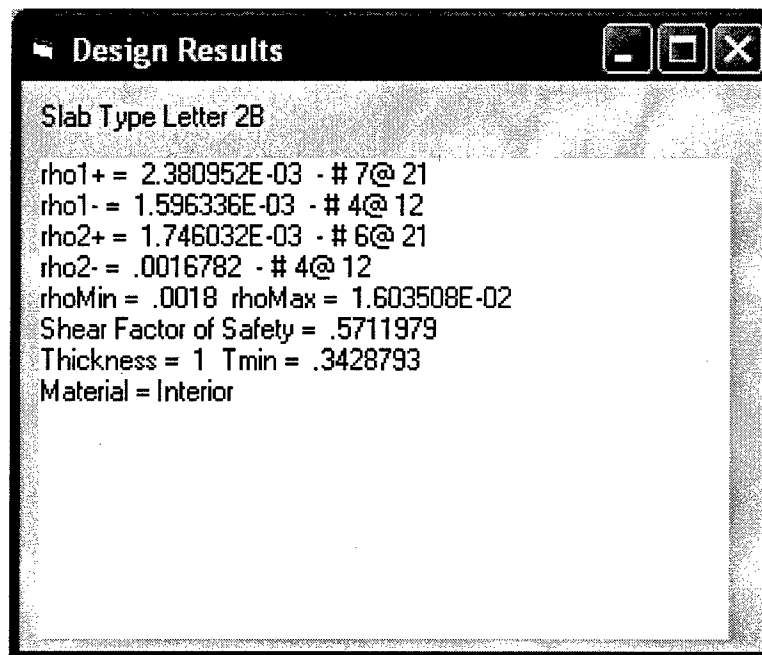 Design Results
Slab Type Letter 2B
rho1+ = 2.380952E-03 - # 7@ 21
rho1- = 1.596336E-03 - # 4@ 12
rho2+ = 1.746032E-03 - # 6@ 21
rho2- = .0016782 - # 4@ 12
rhoMin = .0018 rhoMax = 1.603508E-02
Shear Factor of Safety = .5711979
Thickness = 1 Tmin = .3428793
Material = Interior